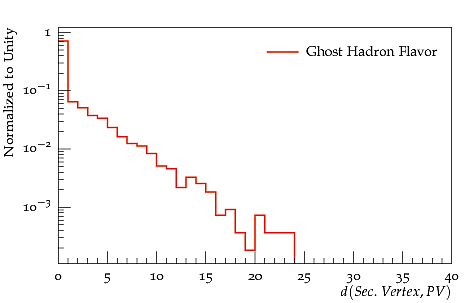 Normalized to Unity
1
10⁻¹
10⁻²
10⁻³
Ghost Hadron Flavor
0 5 10 15 20 25 30 35 40
d(Sec. Vertex, PV)